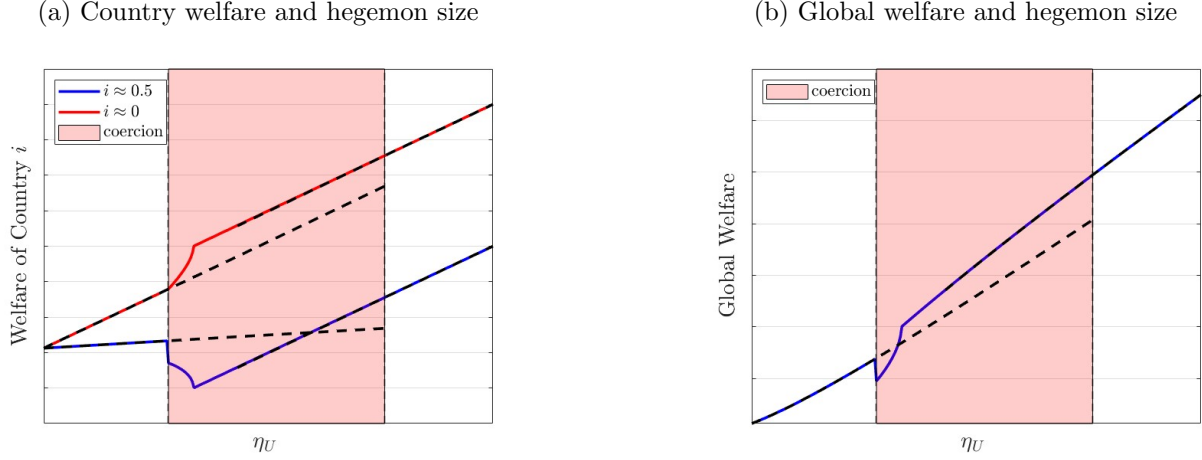 (a) Country welfare and hegemon size
Welfare of Country i
i ≈ 0.5
i ≈ 0
coercion
η_U
(b) Global welfare and hegemon size
Global Welfare
coercion
η_U